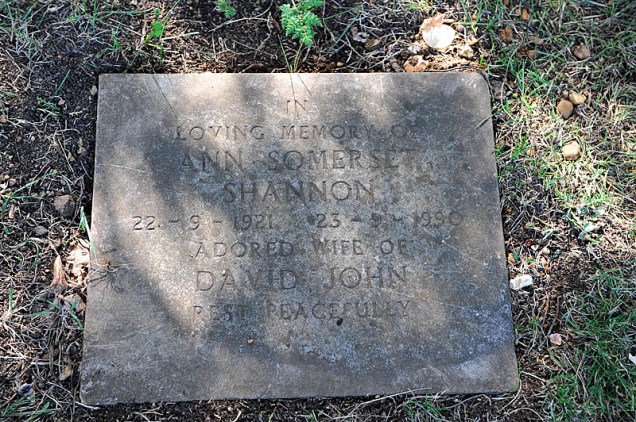 IN
LOVING MEMORY OF
ANN SOMERSET
SHANNON
22 - 9 - 1921 23 - 9 - 1990
ADORED WIFE OF
DAVID JOHN
REST PEACEFULLY